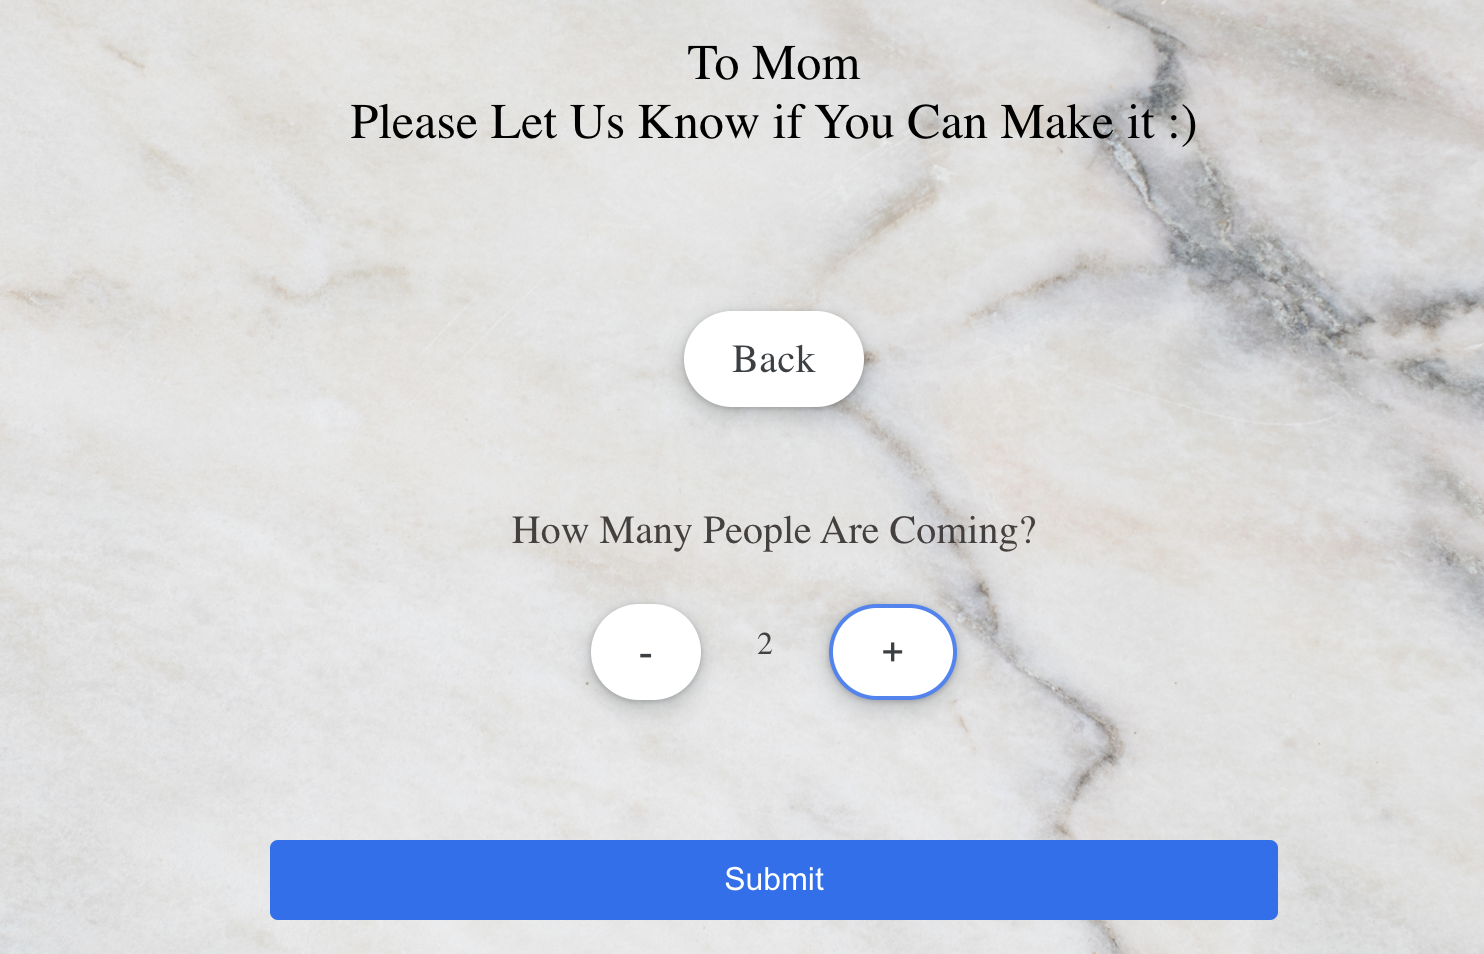 To Mom
Please Let Us Know if You Can Make it :)
Back
How Many People Are Coming?
- 2 +
Submit